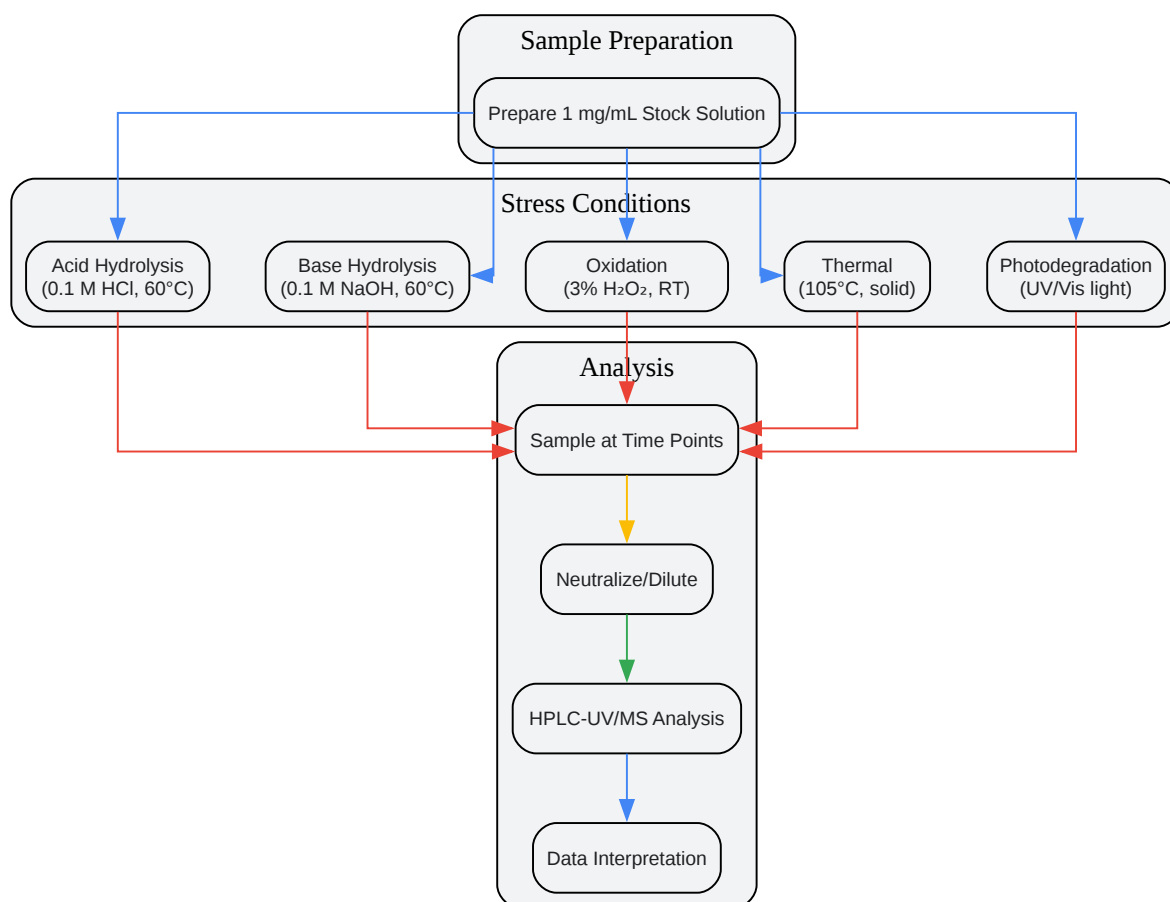 Sample Preparation
Prepare 1 mg/mL Stock Solution
Stress Conditions
Acid Hydrolysis
(0.1 M HCl, 60°C)
Base Hydrolysis
(0.1 M NaOH, 60°C)
Oxidation
(3% H₂O₂, RT)
Thermal
(105°C, solid)
Photodegradation
(UV/Vis light)
Analysis
Sample at Time Points
Neutralize/Dilute
HPLC-UV/MS Analysis
Data Interpretation